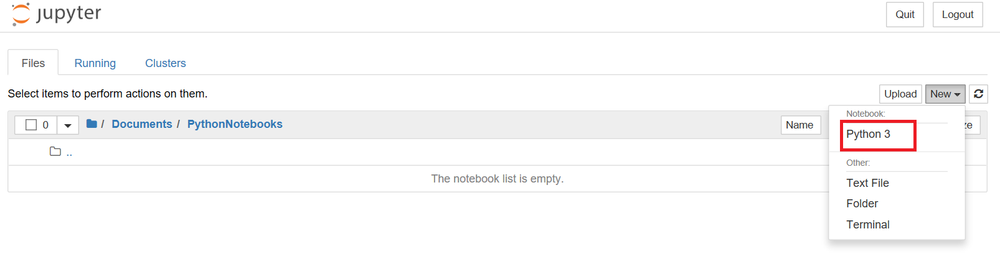 jupyter
Quit
Logout
Files
Running
Clusters
Select items to perform actions on them.
Upload
New
0
/ Documents / PythonNotebooks
Name
ze
Notebook:
Python 3
Other:
Text File
Folder
Terminal
..
The notebook list is empty.